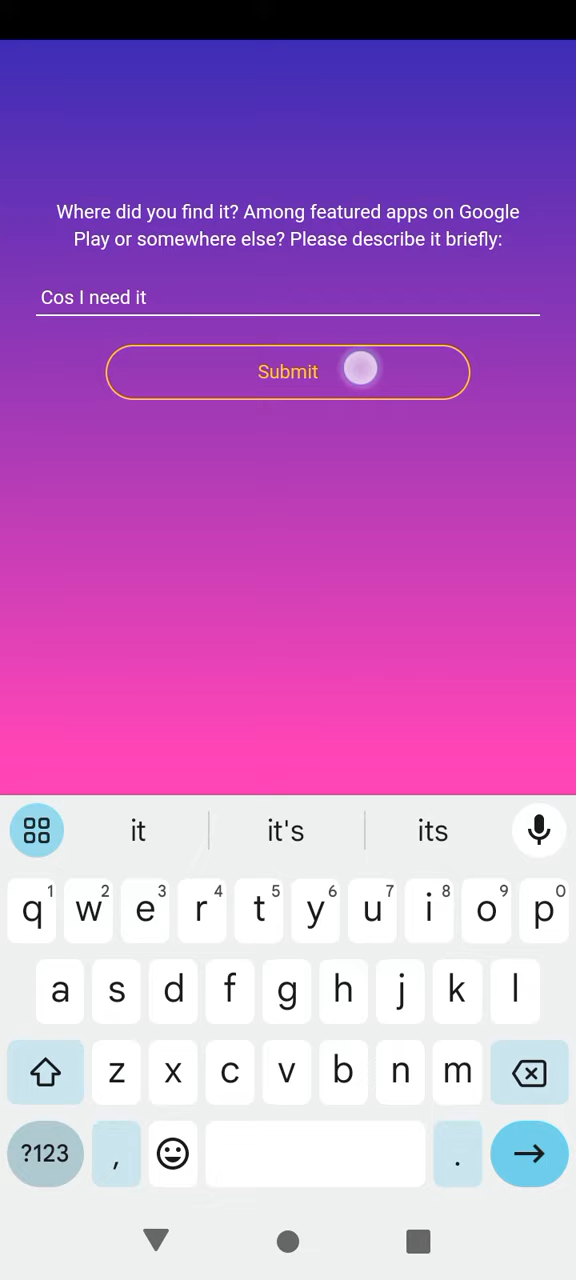 Where did you find it? Among featured apps on Google
Play or somewhere else? Please describe it briefly:
Cos I need it
Submit
it it's its
q1 w2 e3 r4 t5 y6 u7 i8 o9 p0
a s d f g h j k l
z x c v b n m
?123 , .